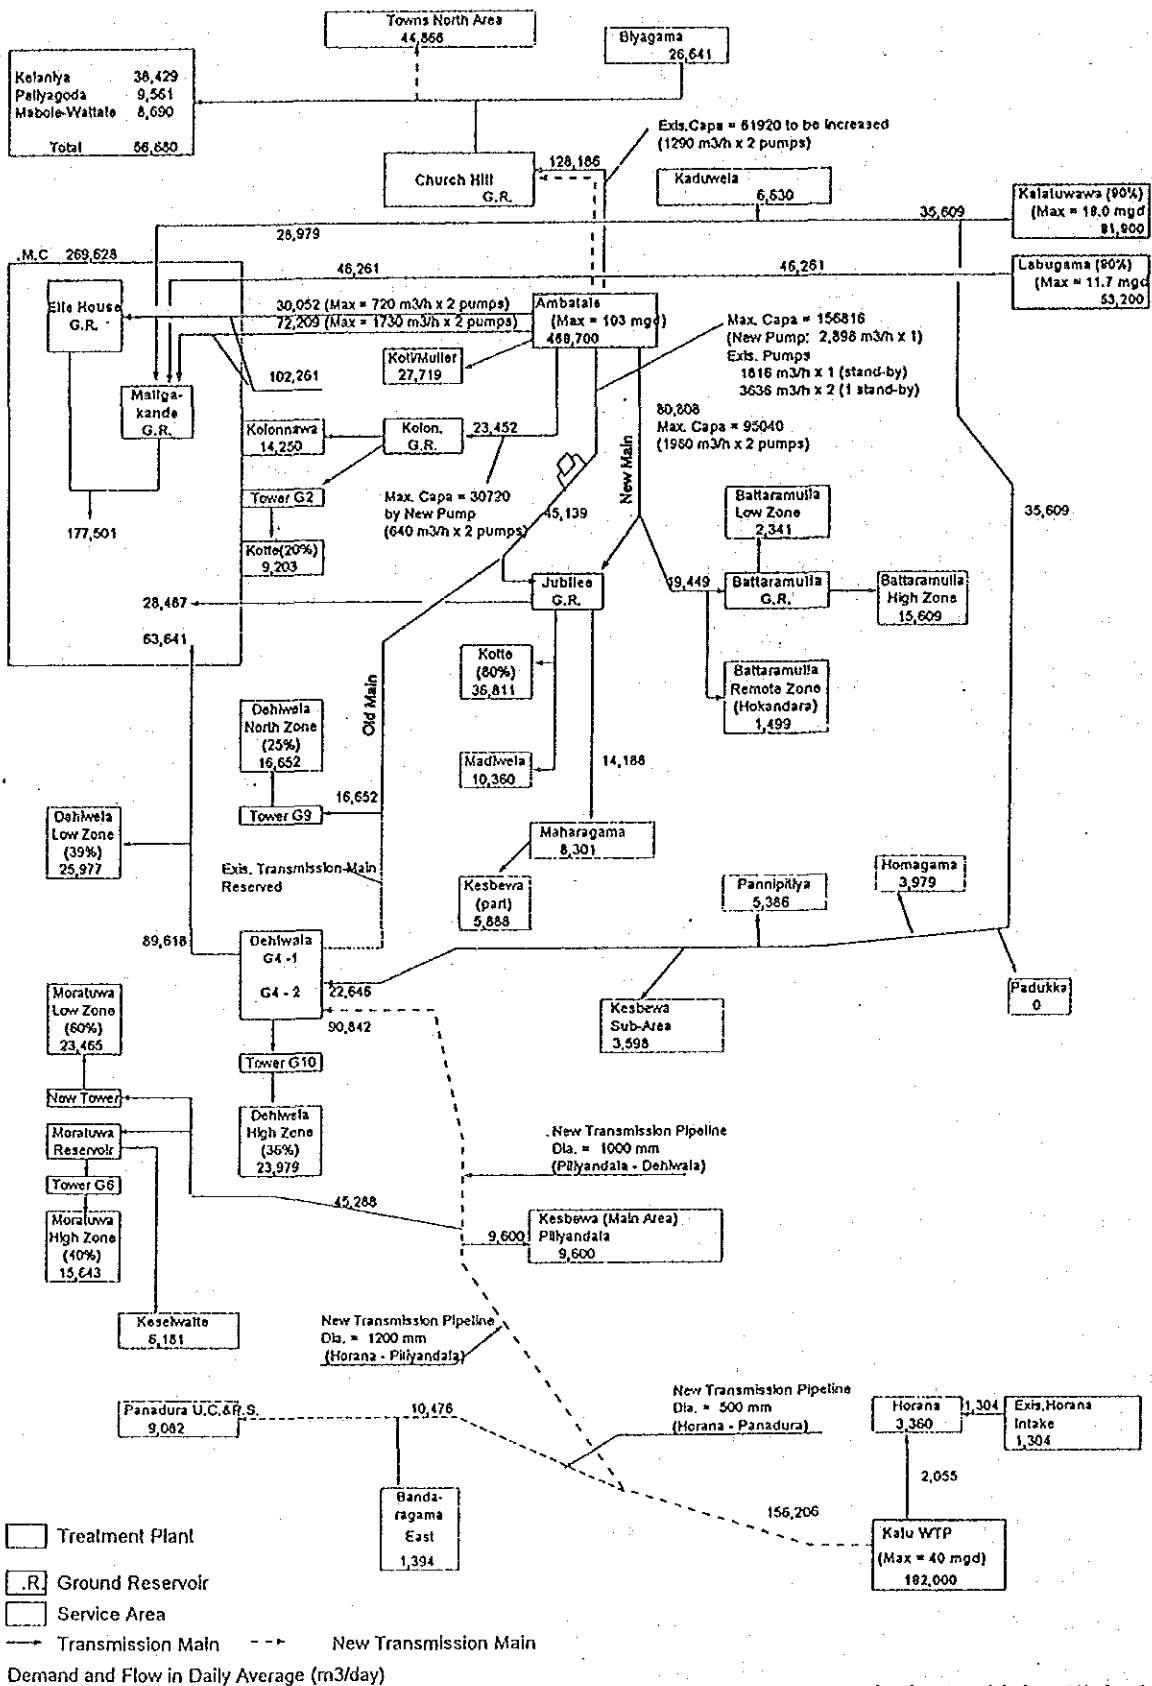 Towns North Area
44,866
Biyagama
26,641
Kelaniya 38,429
Peliyagoda 9,561
Mabole-Wattala 8,690
Total 56,680
Exis.Capa = 61920 to be Increased
(1290 m3/h x 2 pumps)
128,186
Church Hill
G.R.
Kaduwela
6,630
Kalatuwawa (90%)
(Max = 18.0 mgd
81,900
35,609
28,979
.M.C 269,628
46,261
46,261
Labugama (90%)
(Max = 11.7 mgd
53,200
Elle House
G.R.
30,052 (Max = 720 m3/h x 2 pumps)
72,209 (Max = 1730 m3/h x 2 pumps)
Ambatale
(Max = 103 mgd)
468,700
Max. Capa = 156816
(New Pump: 2,898 m3/h x 1)
Exis. Pumps
1816 m3/h x 1 (stand-by)
3636 m3/h x 2 (1 stand-by)
Koti/Muller
27,719
102,261
Maliga-
kande
G.R.
80,808
Max. Capa = 95040
(1980 m3/h x 2 pumps)
Kolonnawa
14,250
Kolon.
G.R.
23,452
New Main
Tower G2
Max. Capa = 30720
by New Pump
(640 m3/h x 2 pumps)
45,139
Battaramulla
Low Zone
2,341
35,609
177,501
Kotte(20%)
9,203
Jubilee
G.R.
19,449
Battaramulla
G.R.
Battaramulla
High Zone
15,609
28,487
63,641
Kotte
(80%)
36,811
Battaramulla
Remote Zone
(Hokandara)
1,499
Old Main
Dehiwela
North Zone
(25%)
16,652
Madiwela
10,360
14,188
16,652
Tower G9
Dehiwela
Low Zone
(39%)
25,977
Maharagama
8,301
Exis. Transmission Main
Reserved
Kesbewa
(part)
5,888
Pannipitiya
5,386
Homagama
3,979
89,618
Dehiwala
G4 -1
G4 - 2
22,646
90,842
Padukka
0
Moratuwa
Low Zone
(60%)
23,465
Kesbewa
Sub-Area
3,598
Tower G10
New Tower
Dehiwela
High Zone
(36%)
23,979
Moratuwa
Reservoir
.New Transmission Pipeline
Dia. = 1000 mm
(Piliyandala - Dehiwala)
Tower G6
45,288
Moratuwa
High Zone
(40%)
15,643
9,600
Kesbewa (Main Area)
Piliyandala
9,600
Keselwatte
6,181
New Transmission Pipeline
Dia. = 1200 mm
(Horana - Piliyandala)
New Transmission Pipeline
Dia. = 500 mm
(Horana - Panadura)
Panadura U.C.&P.S.
9,082
10,476
Horana
3,360
1,304
Exis.Horana
Intake
1,304
2,055
Banda-
ragama
East
1,394
156,206
Kalu WTP
(Max = 40 mgd)
182,000
Treatment Plant
.R. Ground Reservoir
Service Area
Transmission Main
New Transmission Main
Demand and Flow in Daily Average (m3/day)